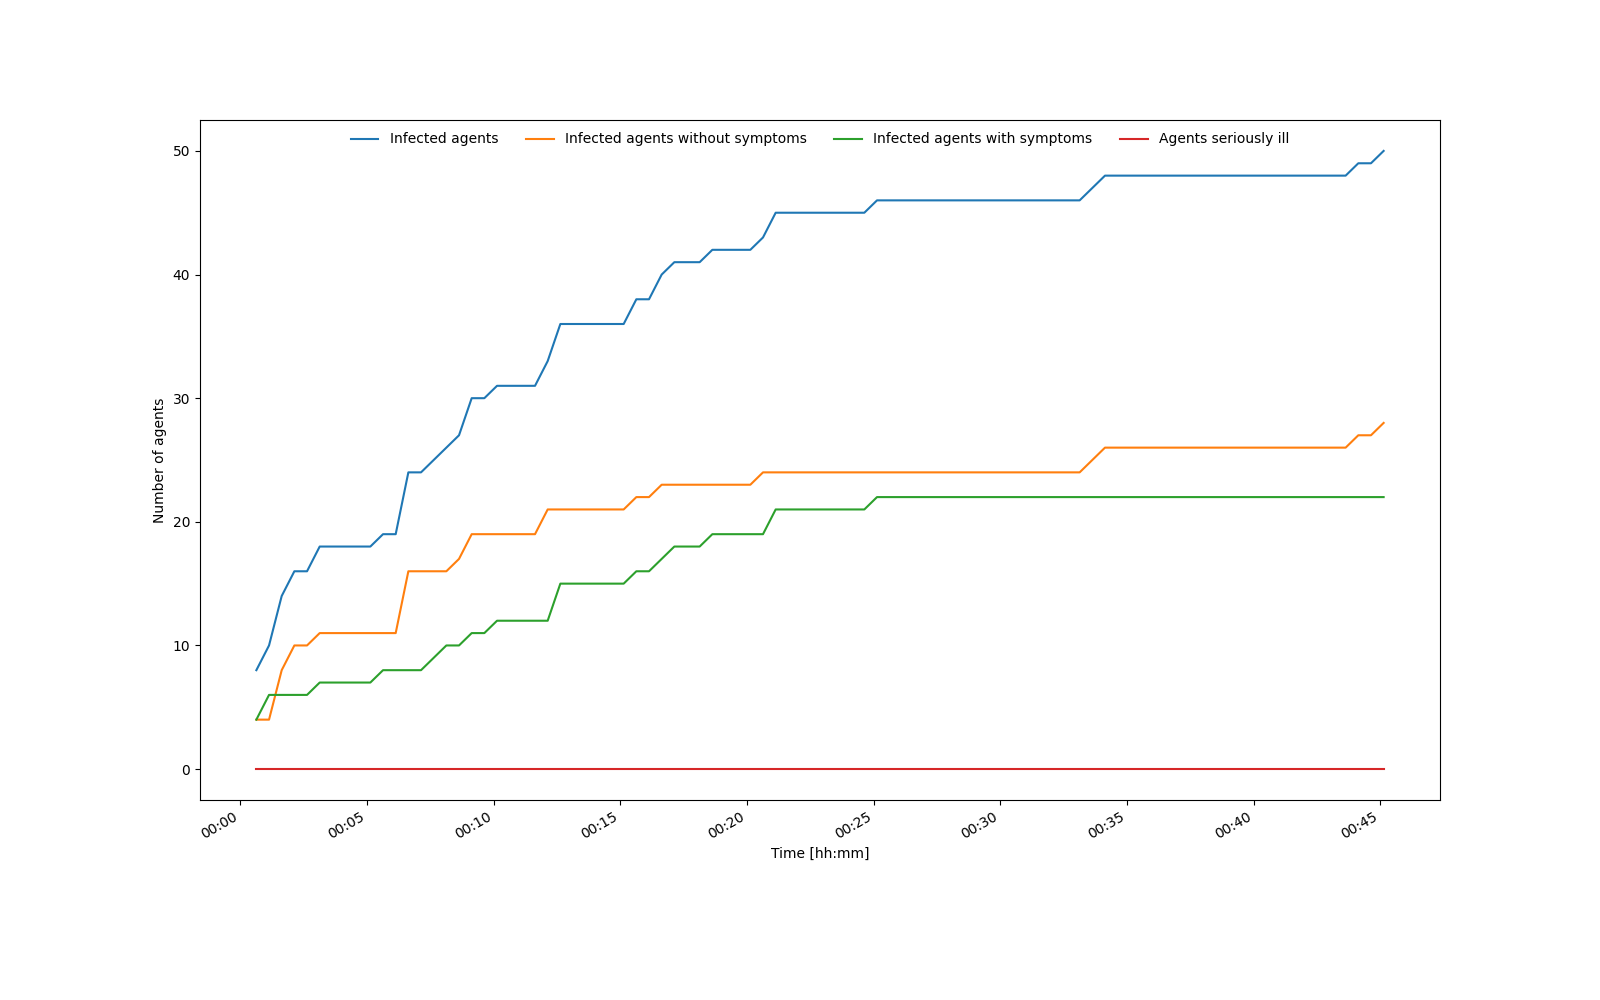 Infected agents Infected agents without symptoms Infected agents with symptoms Agents seriously ill
50
40
30
20
10
0
Number of agents
00:00 00:05 00:10 00:15 00:20 00:25 00:30 00:35 00:40 00:45
Time [hh:mm]